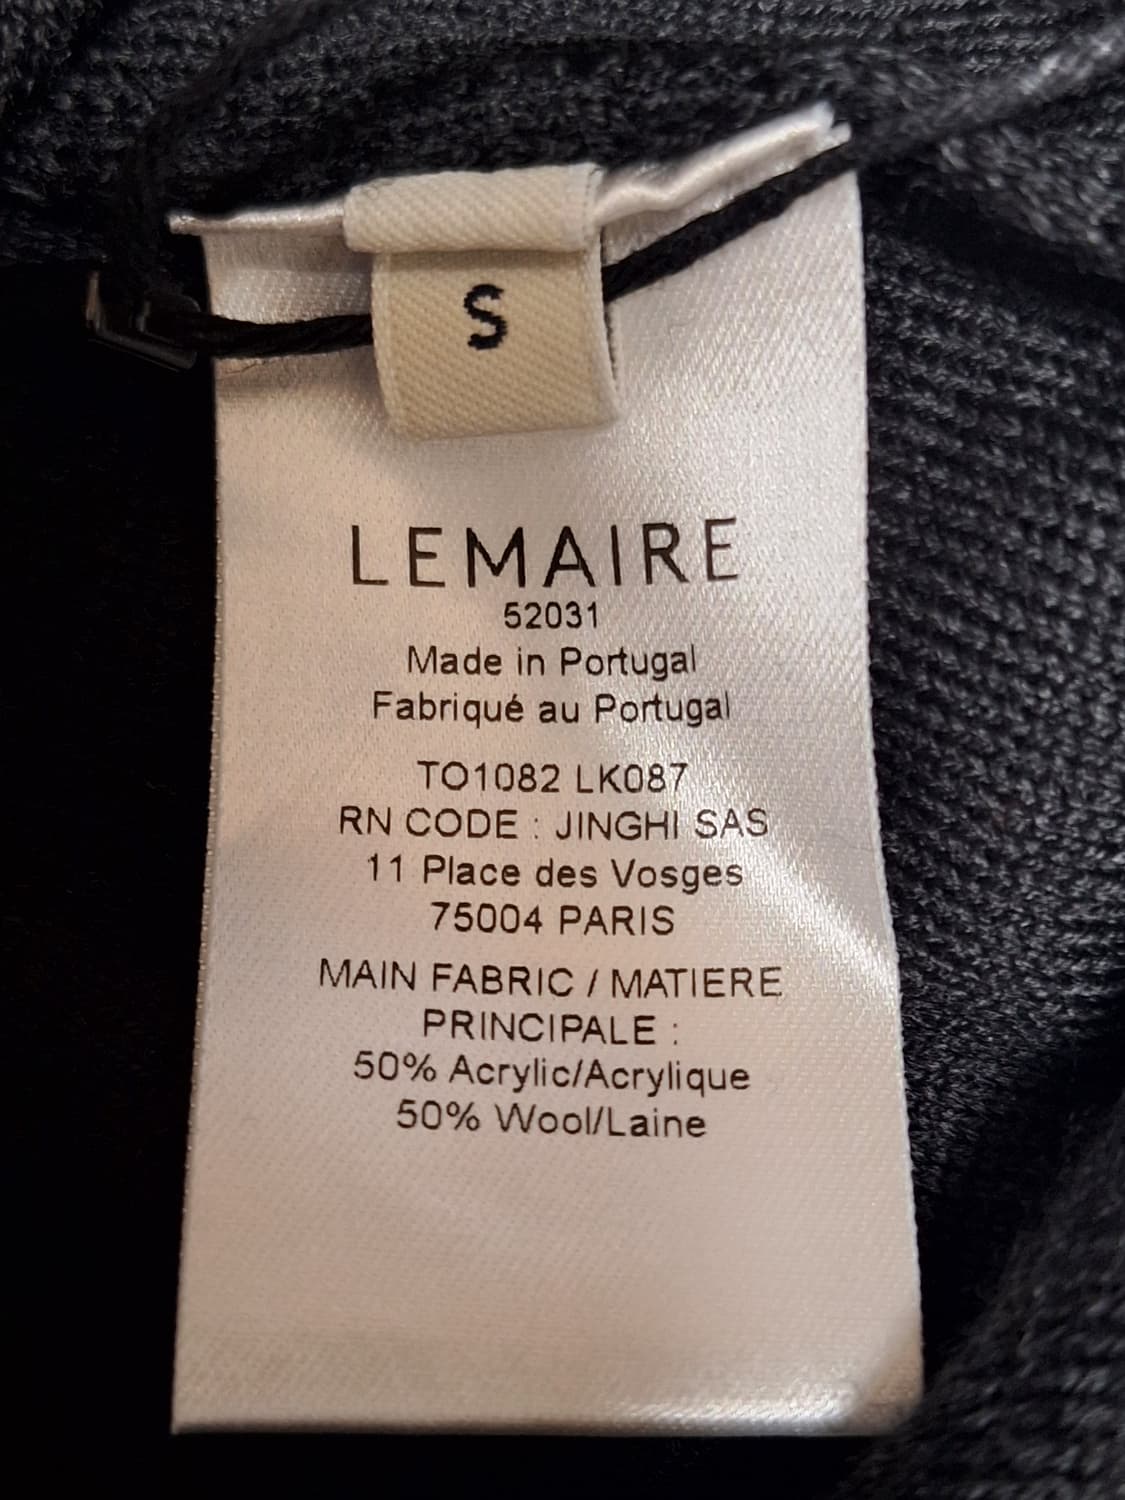 S
LEMAIRE
52031
Made in Portugal
Fabriqué au Portugal
TO1082 LK087
RN CODE : JINGHI SAS
11 Place des Vosges
75004 PARIS
MAIN FABRIC / MATIERE
PRINCIPALE :
50% Acrylic/Acrylique
50% Wool/Laine